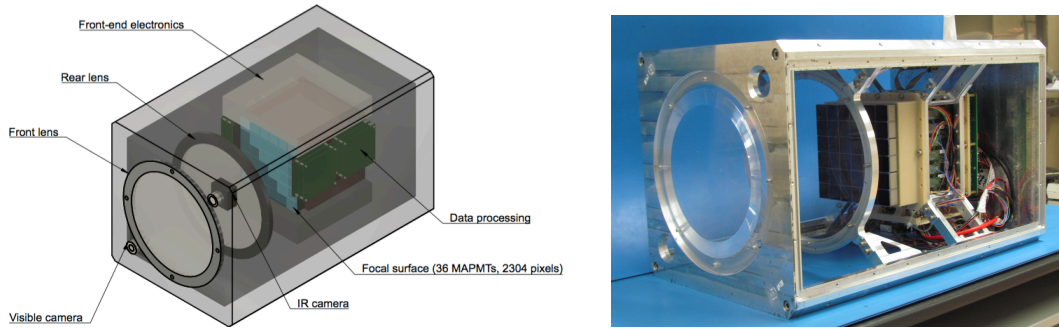 Front-end electronics
Rear lens
Front lens
Data processing
Focal surface (36 MAPMTs, 2304 pixels)
IR camera
Visible camera